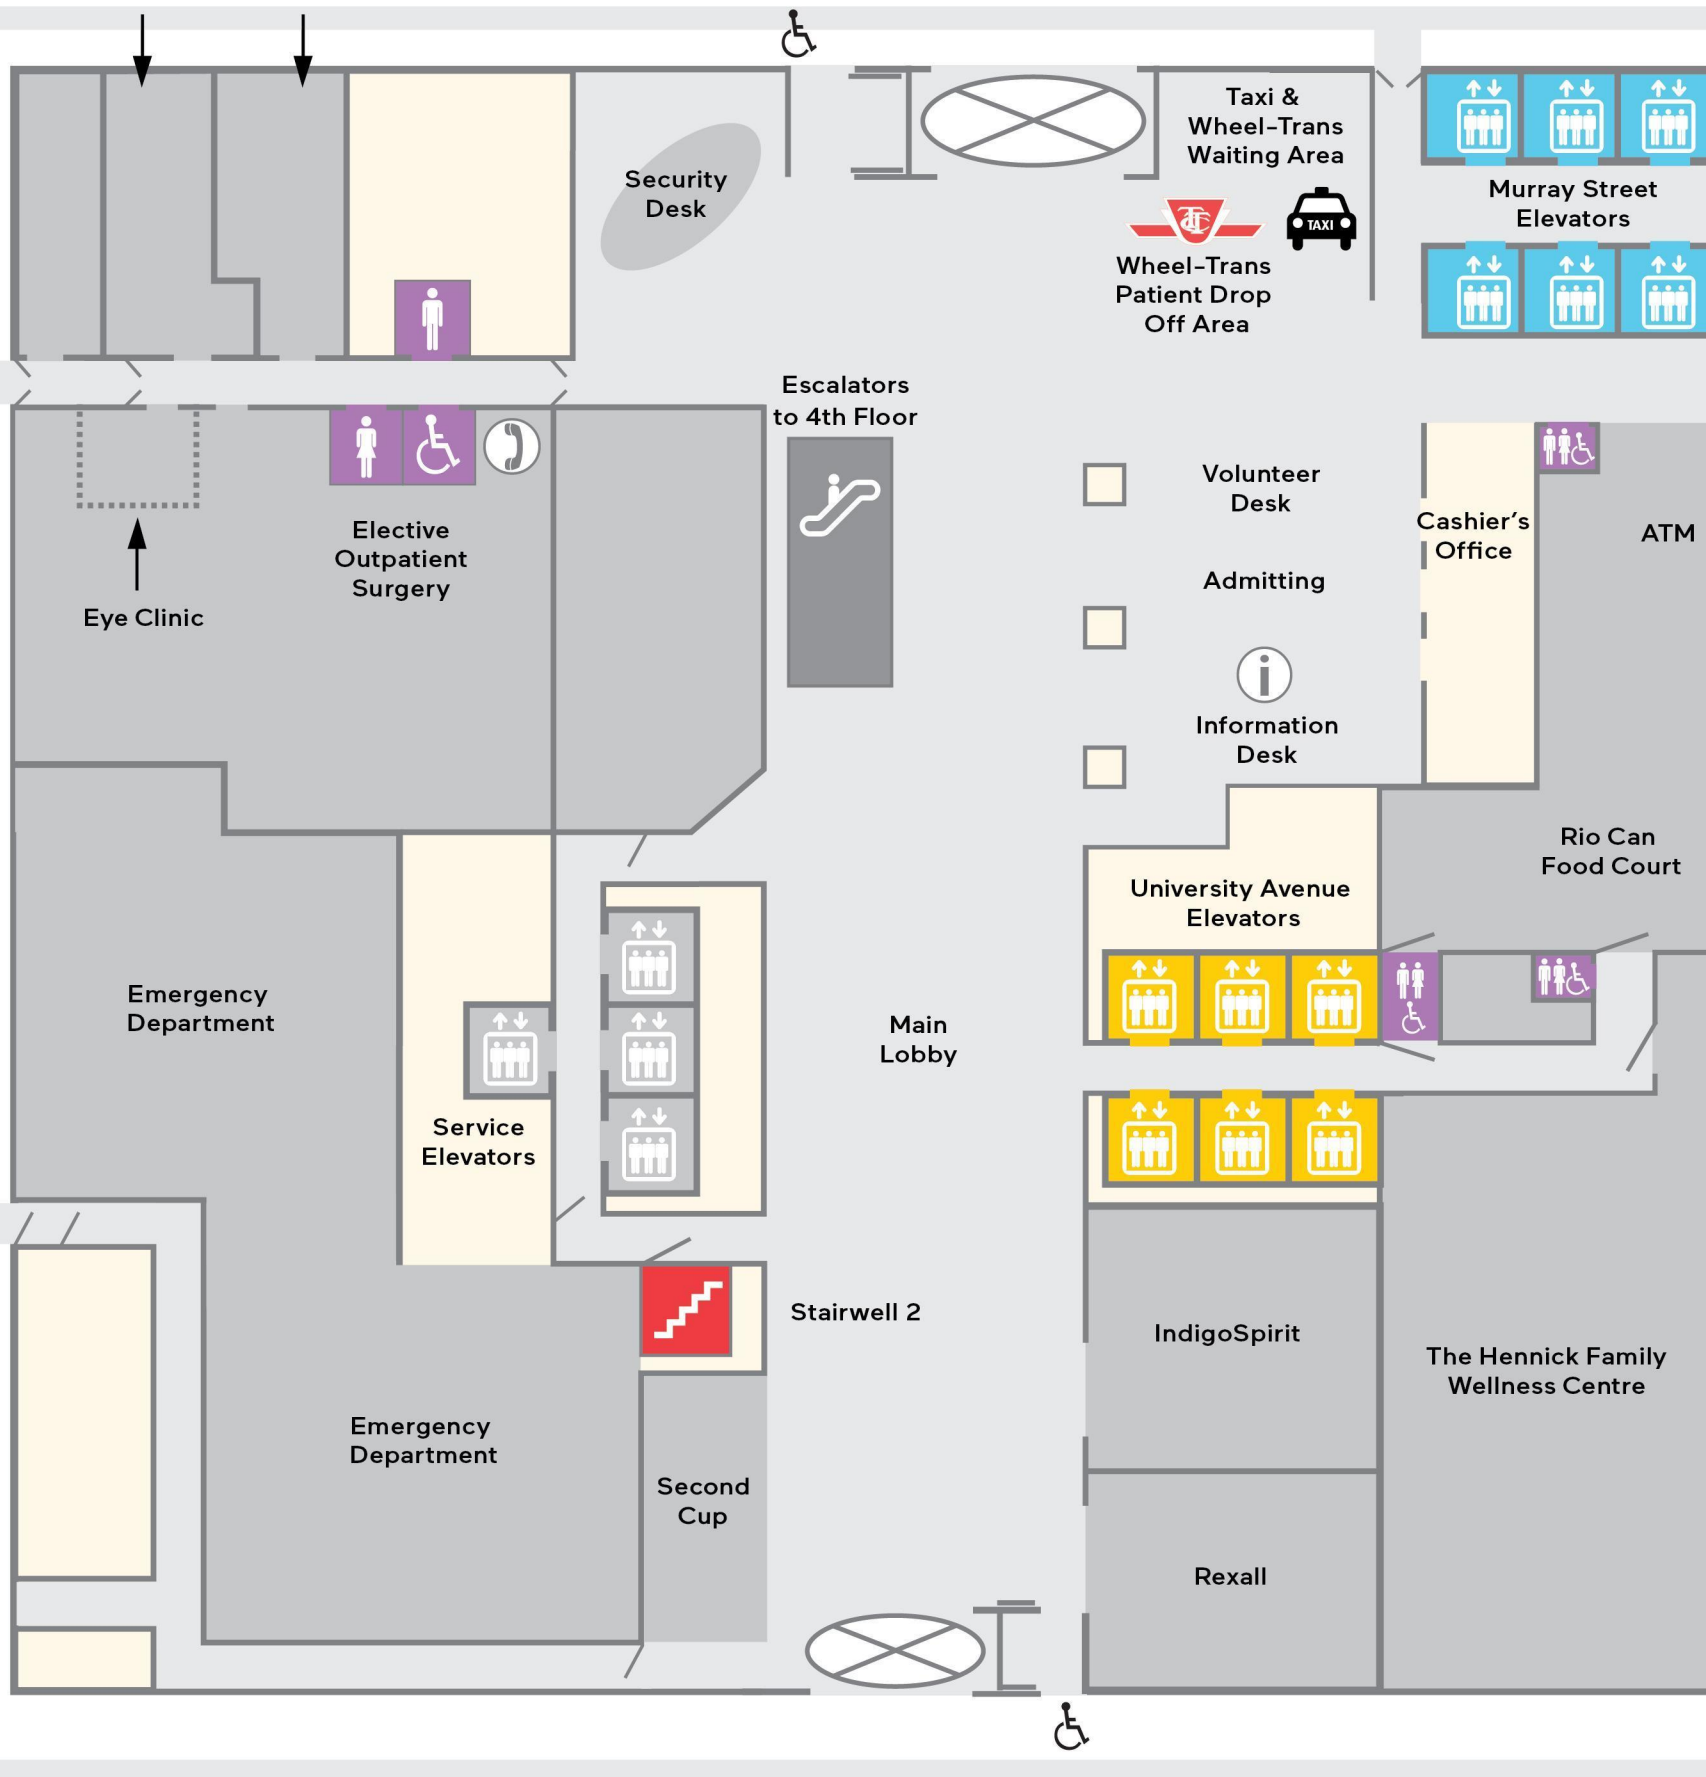 Taxi &
Wheel-Trans
Waiting Area
Security
Desk
Murray Street
Elevators
TTC
TAXI
Wheel-Trans
Patient Drop
Off Area
Escalators
to 4th Floor
Volunteer
Desk
Cashier's
Office
ATM
Elective
Outpatient
Surgery
Admitting
Eye Clinic
i
Information
Desk
Rio Can
Food Court
University Avenue
Elevators
Emergency
Department
Main
Lobby
Service
Elevators
Stairwell 2
IndigoSpirit
The Hennick Family
Wellness Centre
Emergency
Department
Second
Cup
Rexall